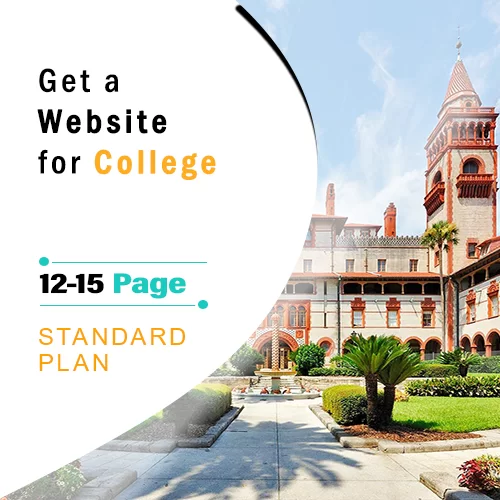 Get a
Website
for College
12-15 Page
STANDARD
PLAN